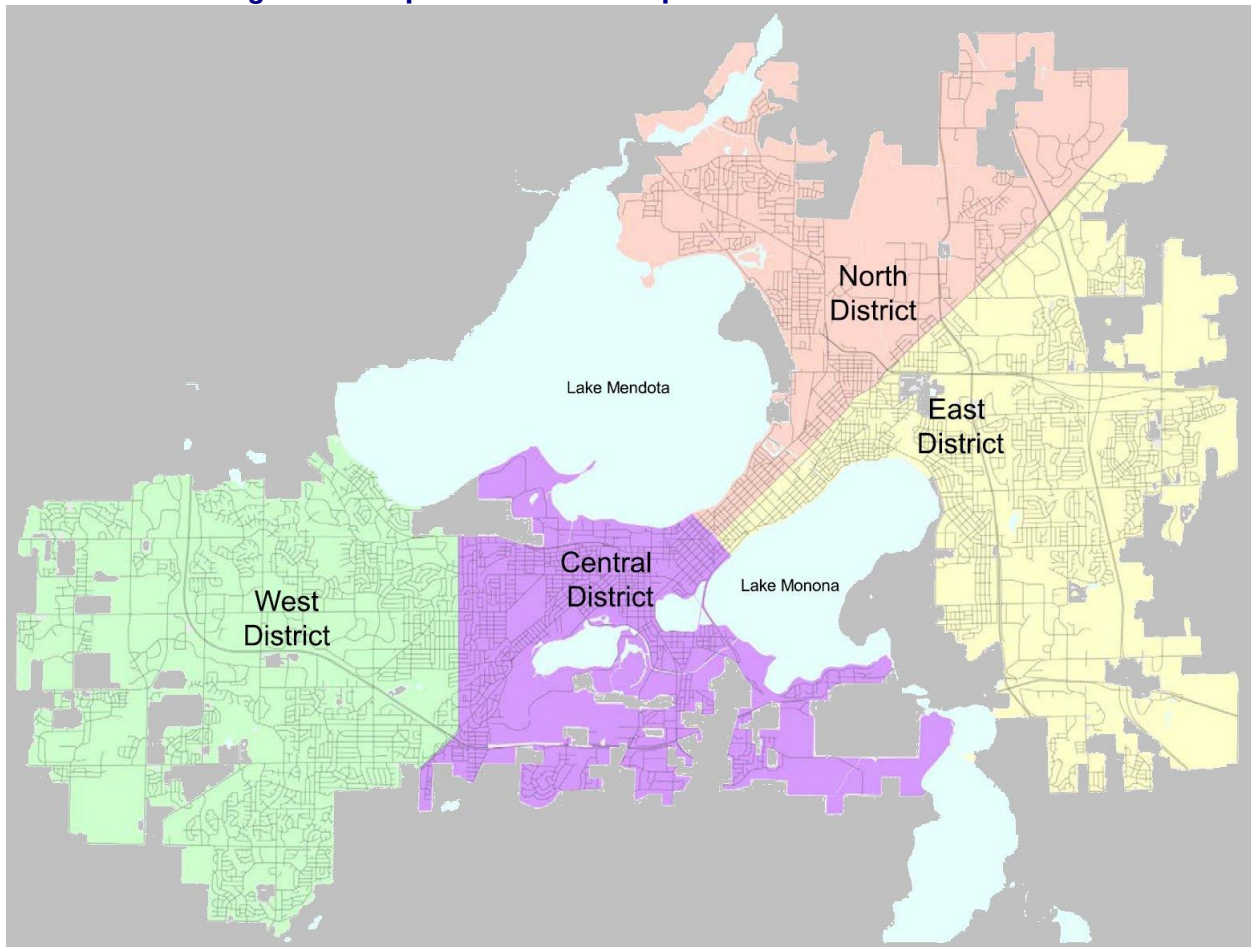 North
District
Lake Mendota
East
District
Central
District
Lake Monona
West
District